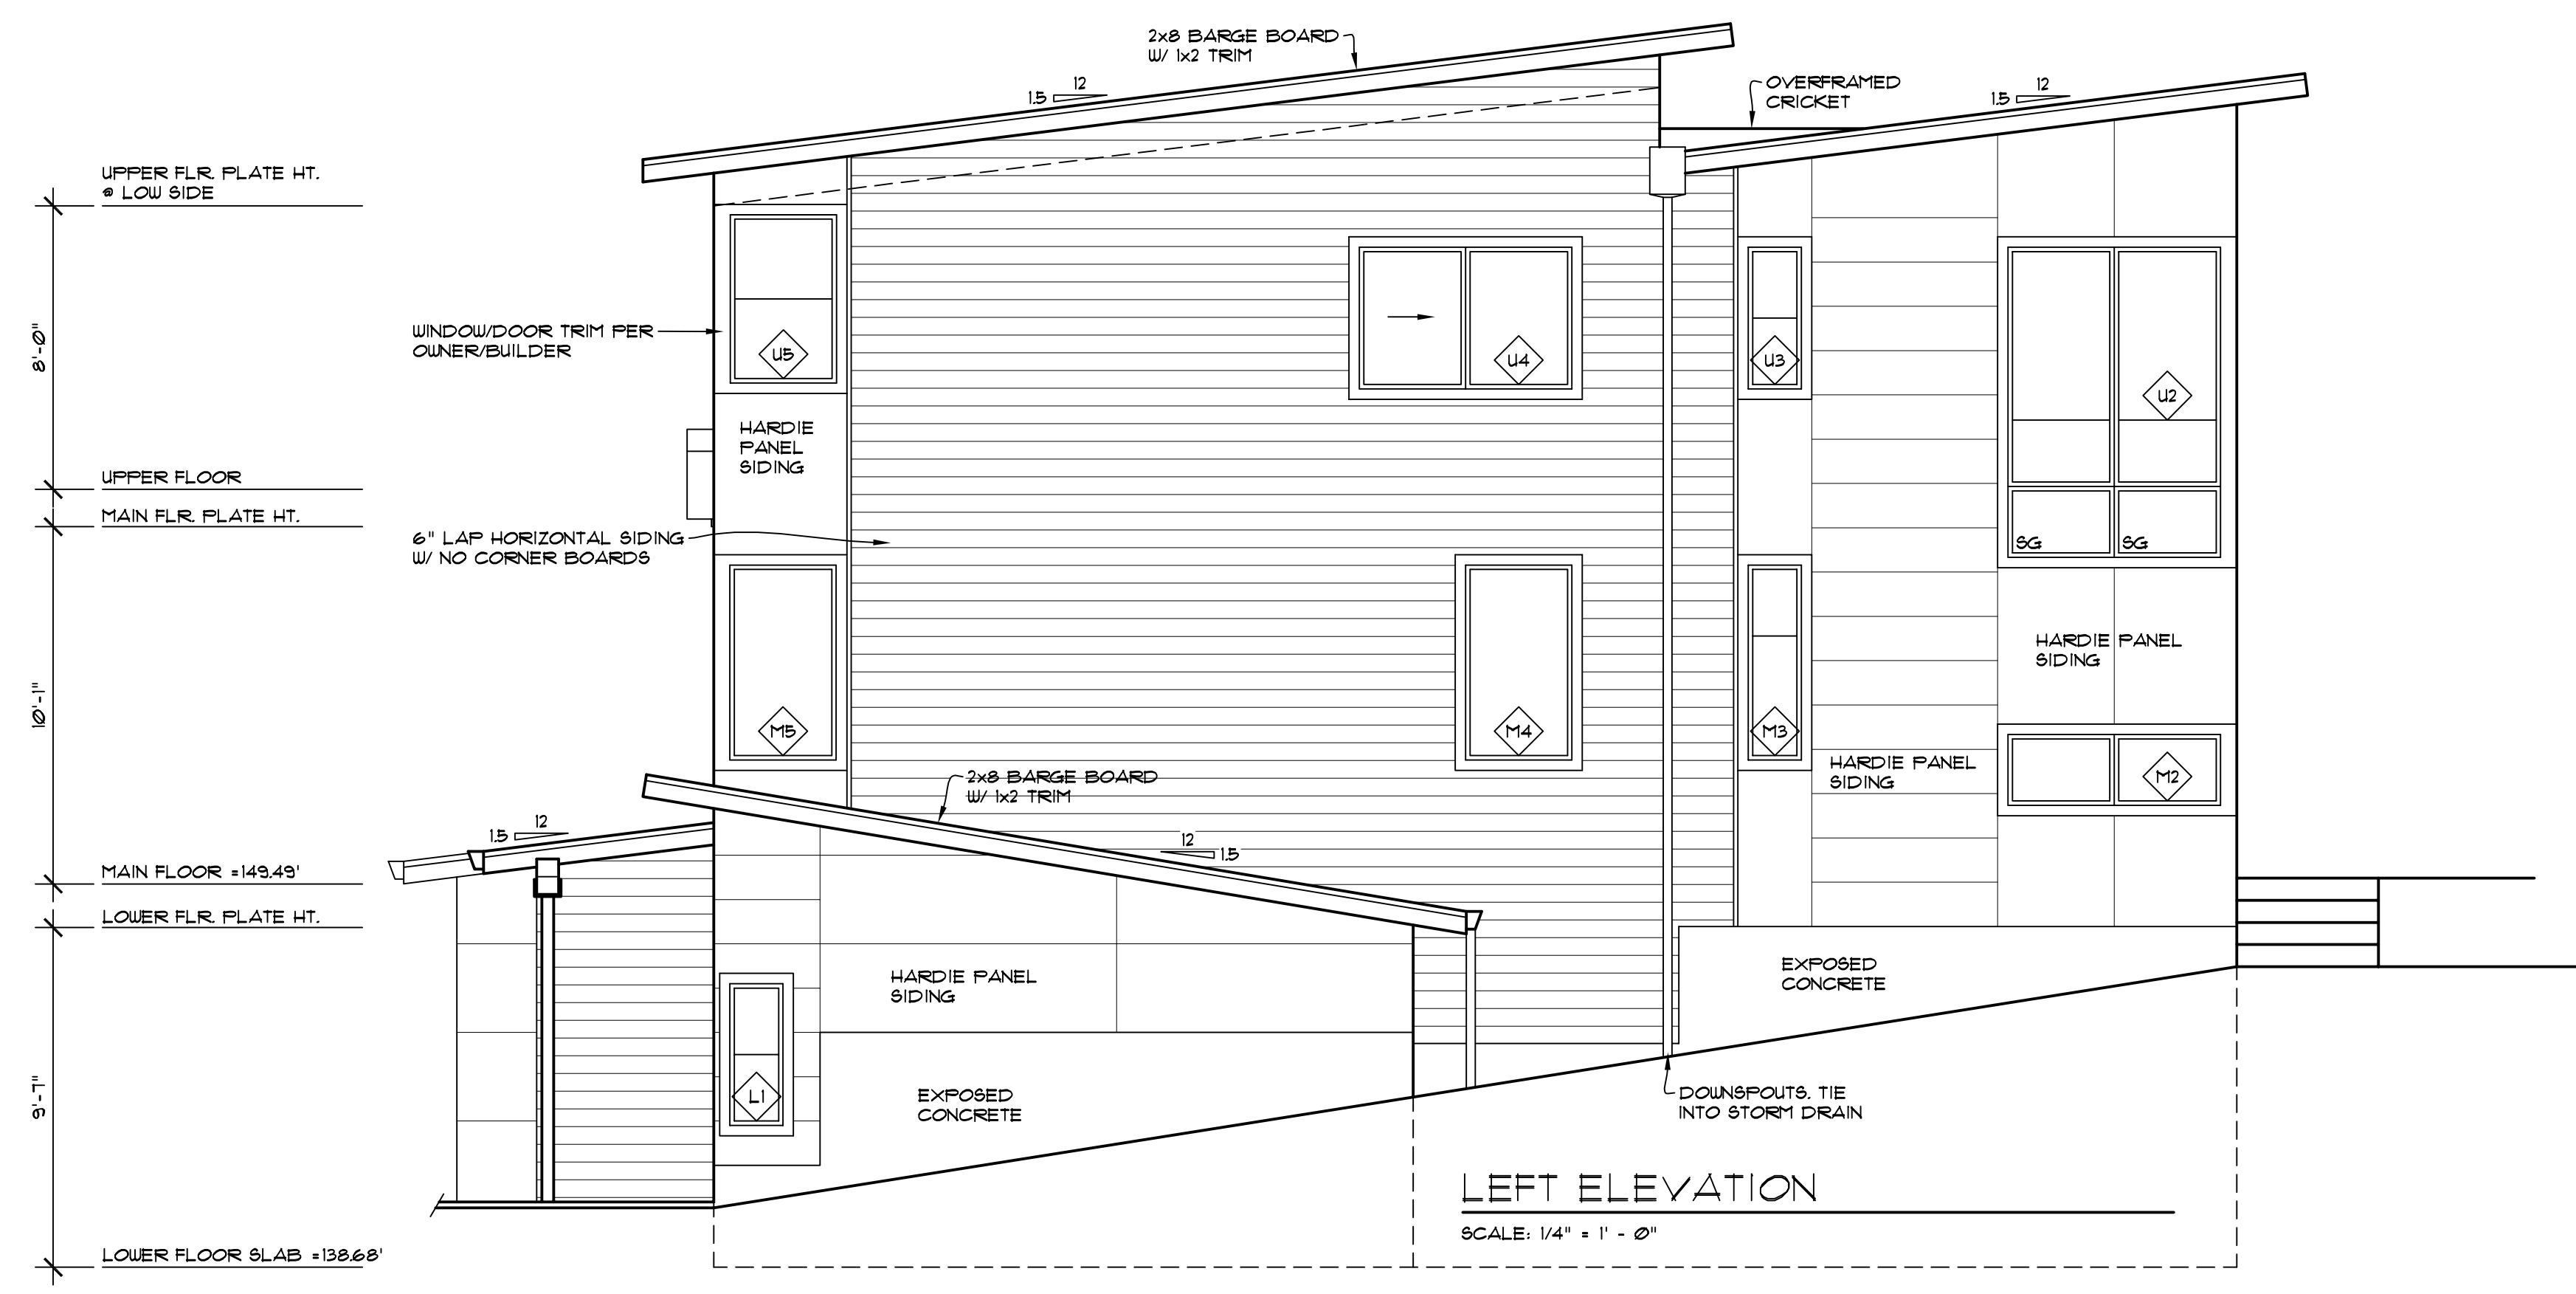 2x8 BARGE BOARD
W/ 1x2 TRIM
12
1.5
OVERFRAMED
CRICKET
12
1.5
UPPER FLR. PLATE HT.
@ LOW SIDE
8'-0"
WINDOW/DOOR TRIM PER
OWNER/BUILDER
U5
U4
U3
U2
HARDIE
PANEL
SIDING
UPPER FLOOR
MAIN FLR. PLATE HT.
6" LAP HORIZONTAL SIDING
W/ NO CORNER BOARDS
SG
SG
HARDIE PANEL
SIDING
10'-1"
M5
M4
M3
M2
HARDIE PANEL
SIDING
2x8 BARGE BOARD
W/ 1x2 TRIM
12
1.5
12
1.5
MAIN FLOOR =149.49'
LOWER FLR. PLATE HT.
HARDIE PANEL
SIDING
EXPOSED
CONCRETE
9'-7"
L1
EXPOSED
CONCRETE
DOWNSPOUTS. TIE
INTO STORM DRAIN
LEFT ELEVATION
SCALE: 1/4" = 1' - 0"
LOWER FLOOR SLAB =138.68'